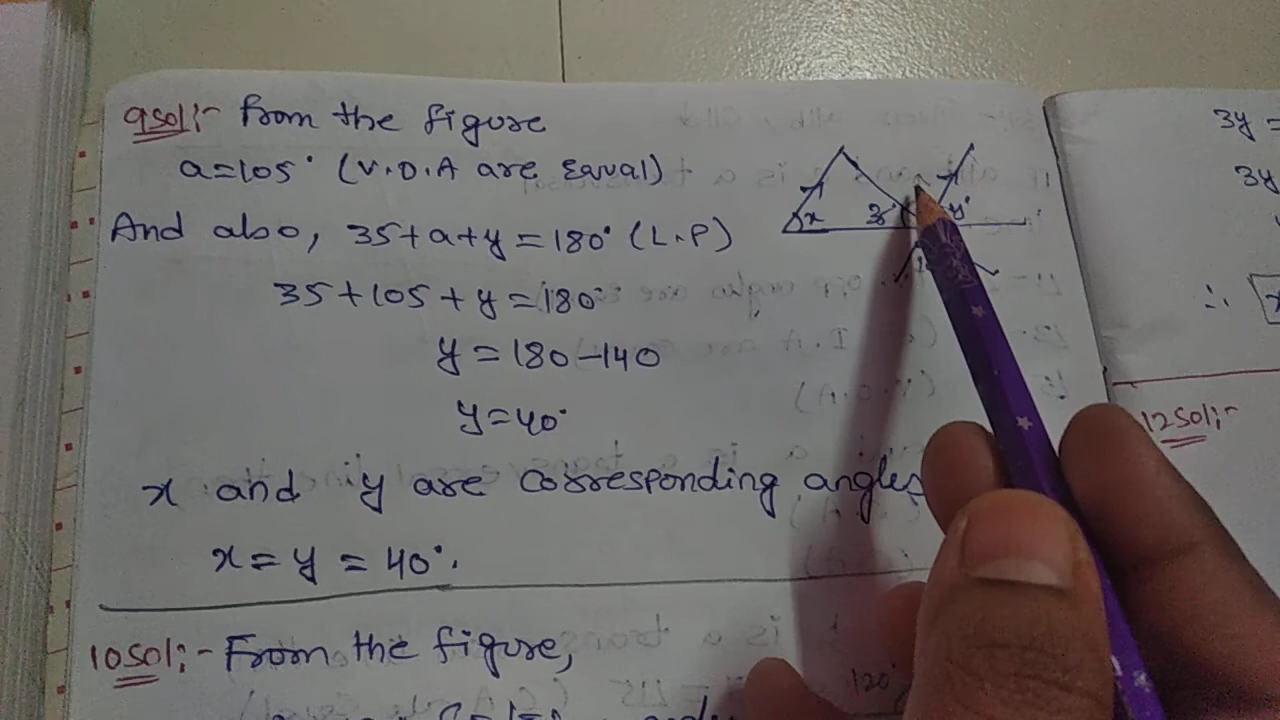 9sol:- From the figure
a=105° (V.O.A are Equal)
And also, 35+a+y=180° (L.P)
35+105+y=180°
y=180-140
y=40°
x and y are corresponding angles
x=y=40°.
10sol:- From the figure,
x
y°
3y =
3y
∴
12sol:-
120°